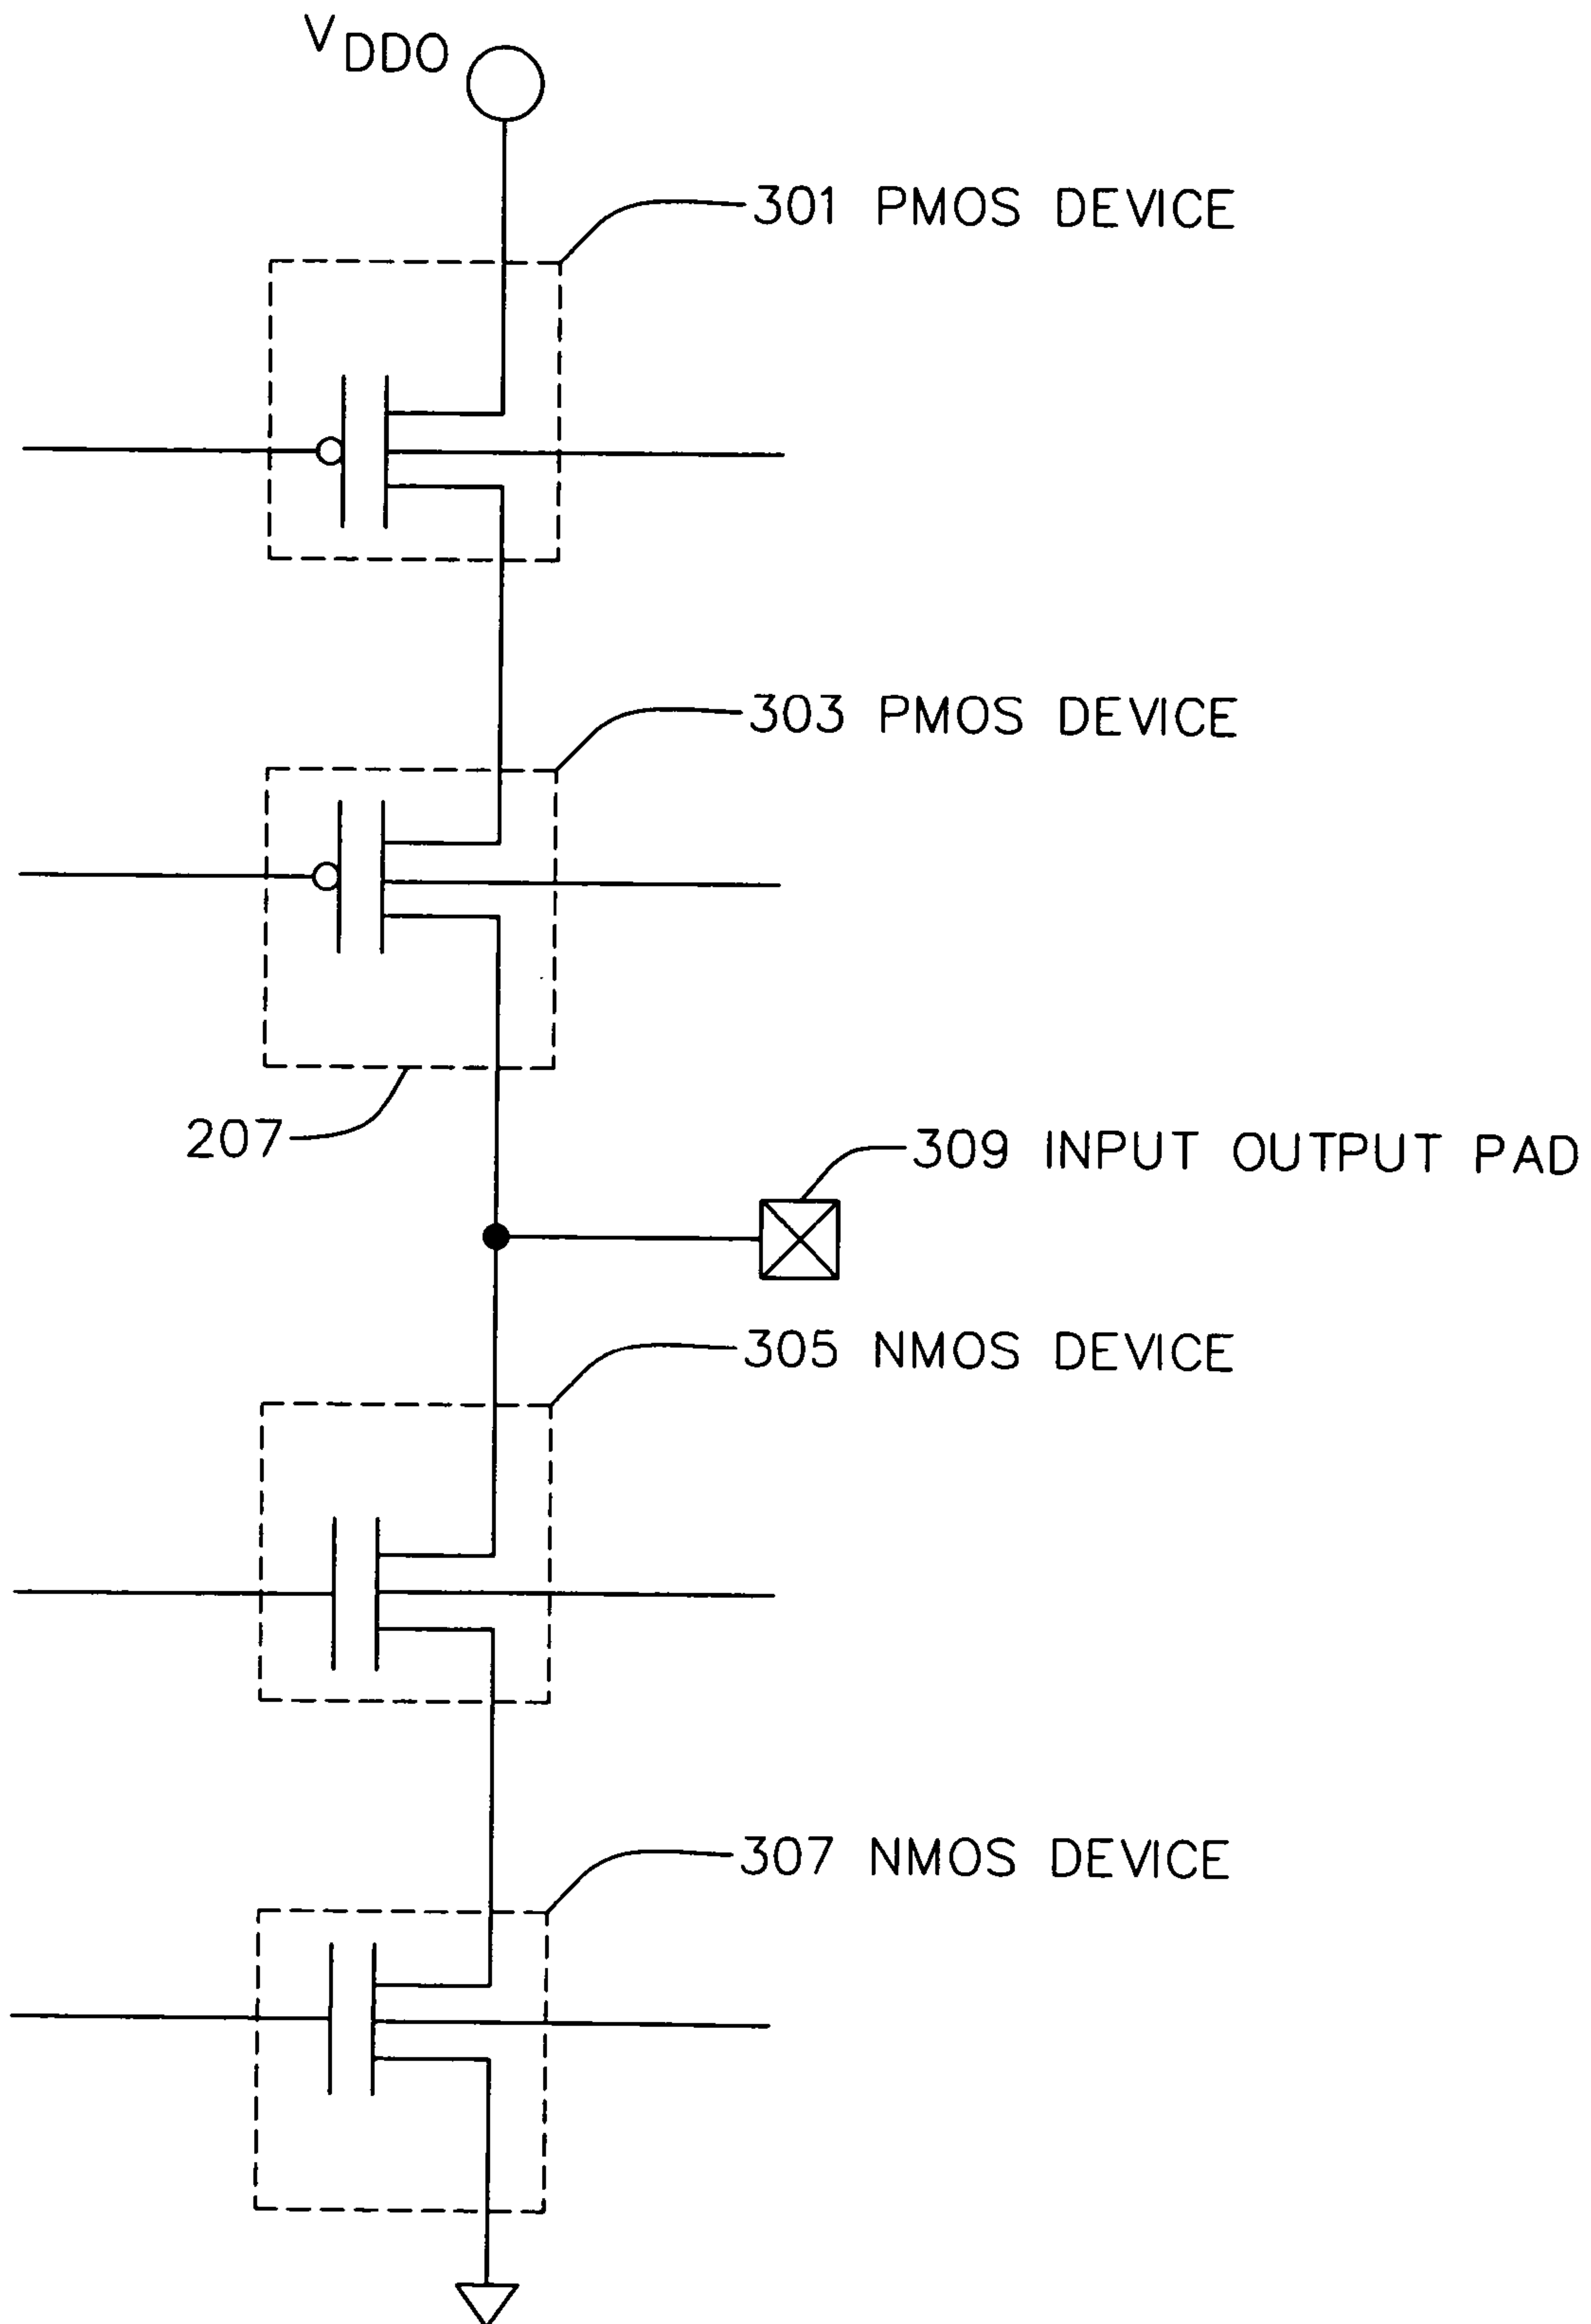 VDDO
301 PMOS DEVICE
303 PMOS DEVICE
207
309 INPUT OUTPUT PAD
305 NMOS DEVICE
307 NMOS DEVICE